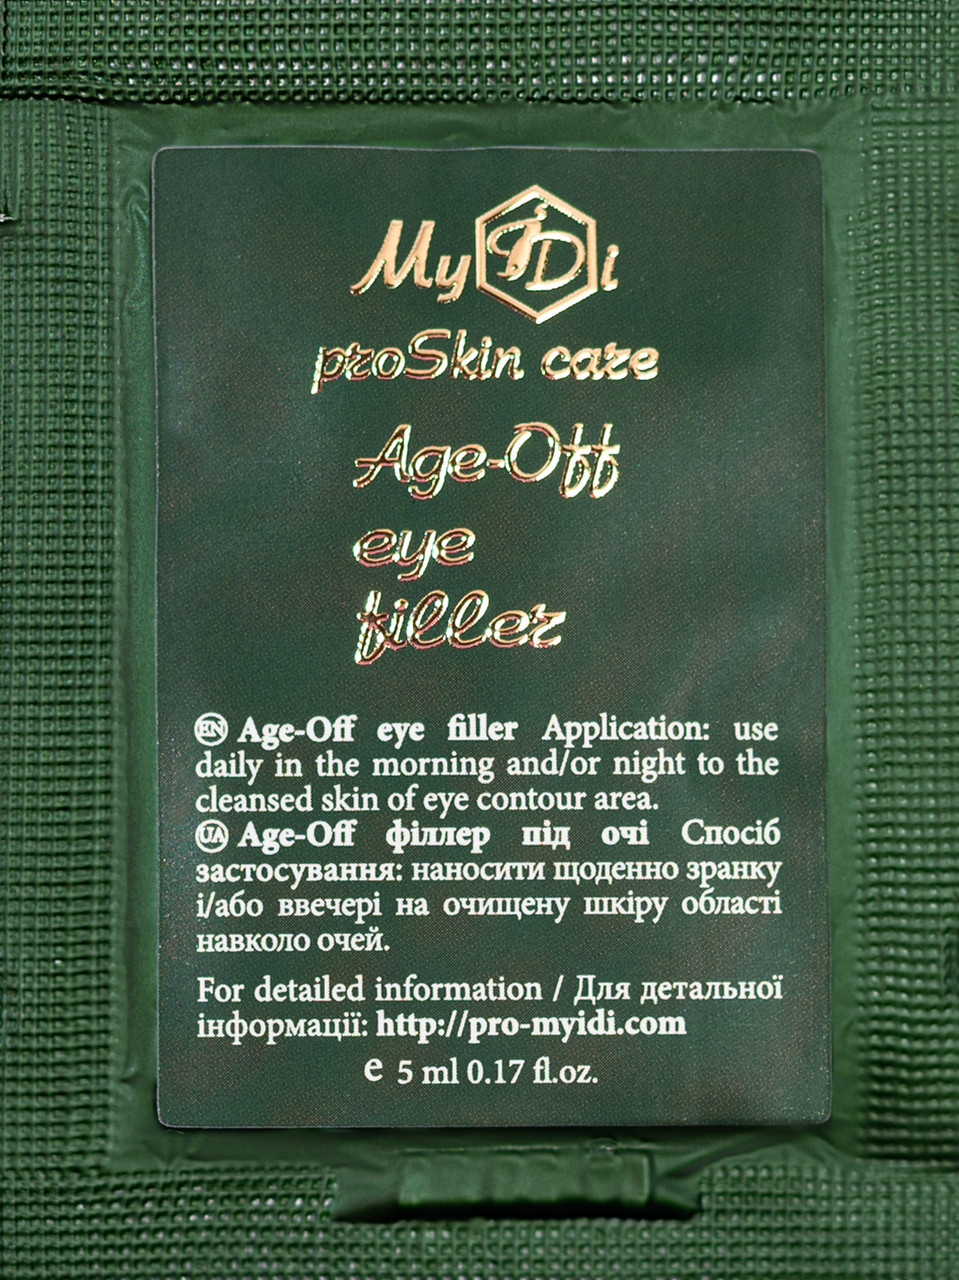 MyIDi
proSkin care
Age-Off
eye
filler
EN Age-Off eye filler Application: use
daily in the morning and/or night to the
cleansed skin of eye contour area.
UA Age-Off філлер під очі Спосіб
застосування: наносити щоденно зранку
і/або ввечері на очищену шкіру області
навколо очей.
For detailed information / Для детальної
інформації: http://pro-myidi.com
e 5 ml 0.17 fl.oz.